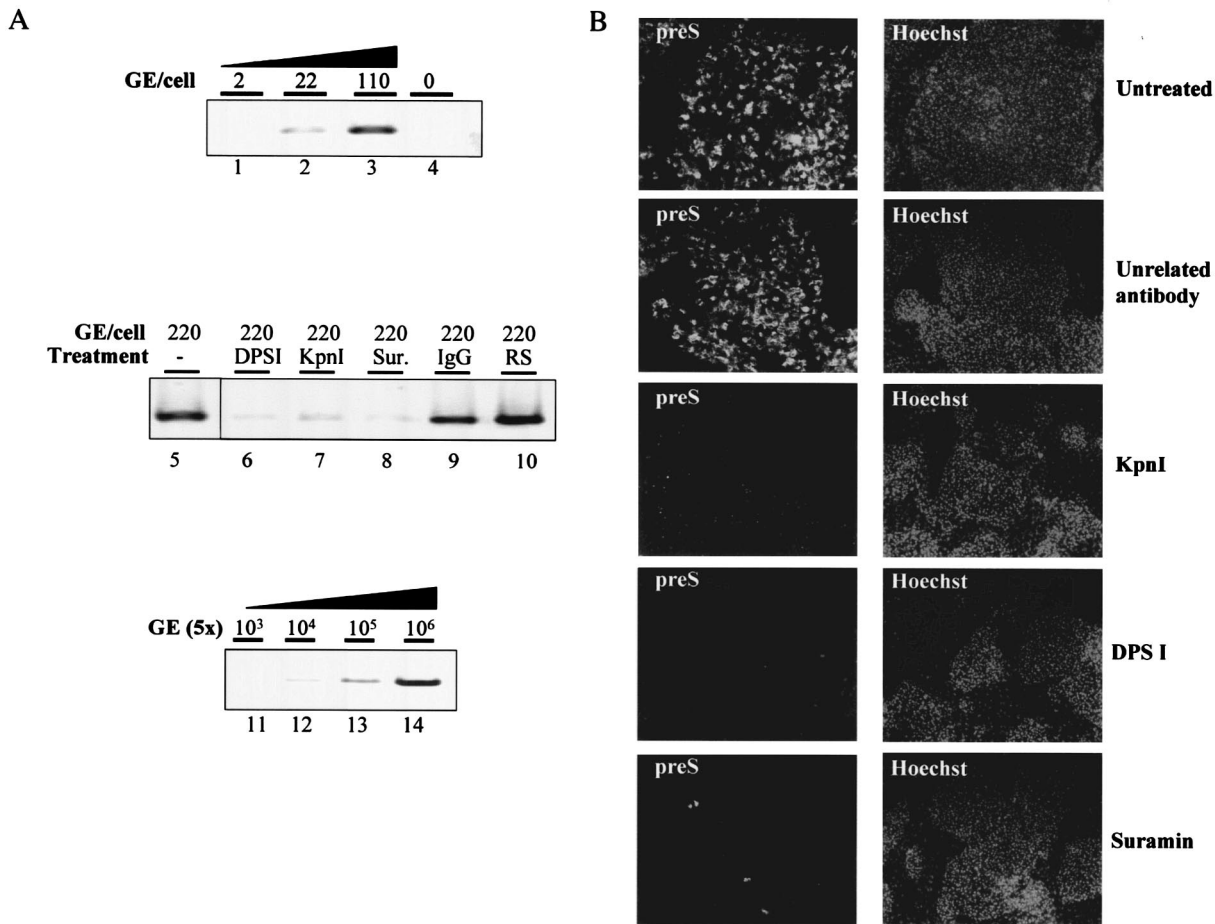 A
GE/cell 2 22 110 0
1 2 3 4
GE/cell 220 220 220 220 220 220
Treatment - DPSI KpnI Sur. IgG RS
5 6 7 8 9 10
GE (5x) 10³ 10⁴ 10⁵ 10⁶
11 12 13 14
B
preS Hoechst Untreated
preS Hoechst Unrelated
antibody
preS Hoechst KpnI
preS Hoechst DPS I
preS Hoechst Suramin